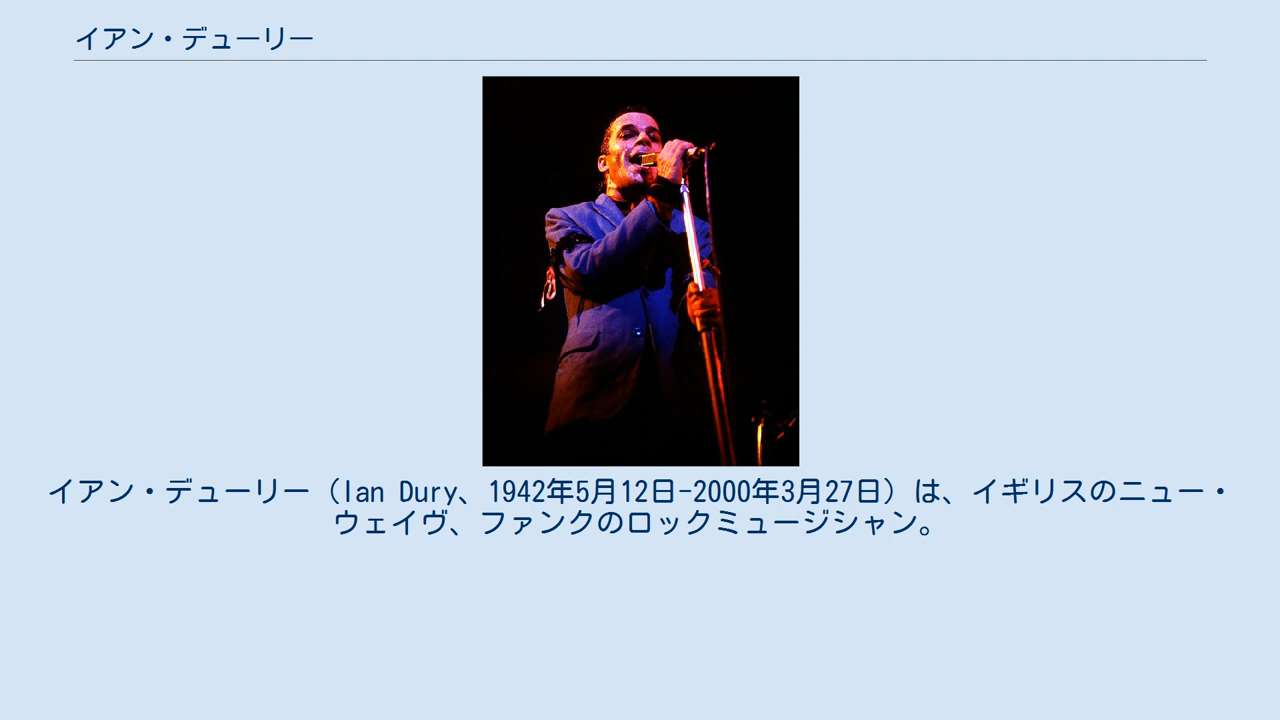 イアン・デューリー
イアン・デューリー（Ian Dury、1942年5月12日-2000年3月27日）は、イギリスのニュー・
ウェイヴ、ファンクのロックミュージシャン。